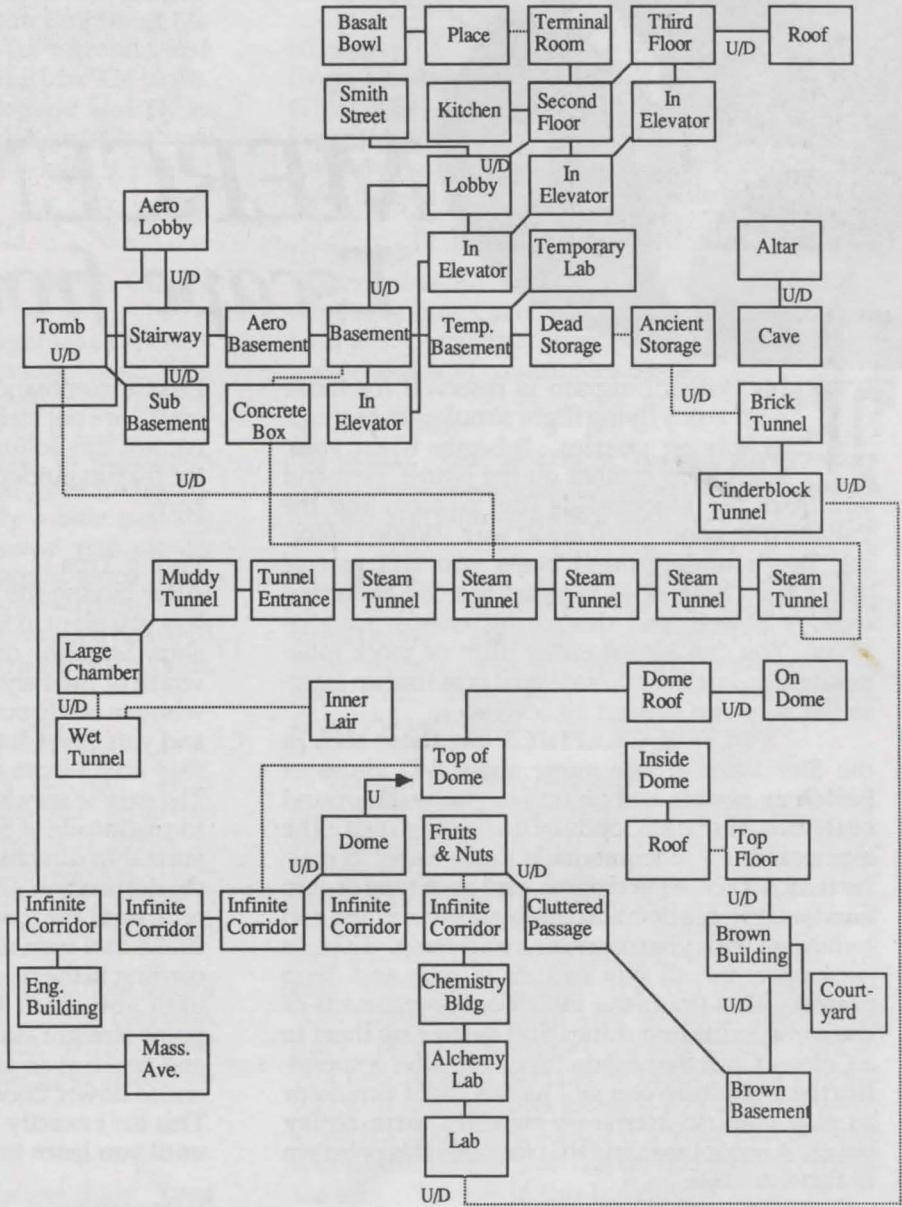 Basalt
Bowl
Place
Terminal
Room
Third
Floor
U/D
Roof
Smith
Street
Kitchen
Second
Floor
In
Elevator
U/D
Lobby
In
Elevator
Aero
Lobby
In
Elevator
Temporary
Lab
Altar
U/D
U/D
U/D
Tomb
U/D
Stairway
Aero
Basement
Basement
Temp.
Basement
Dead
Storage
Ancient
Storage
Cave
U/D
Sub
Basement
Concrete
Box
In
Elevator
U/D
Brick
Tunnel
U/D
Cinderblock
Tunnel
U/D
Muddy
Tunnel
Tunnel
Entrance
Steam
Tunnel
Steam
Tunnel
Steam
Tunnel
Steam
Tunnel
Steam
Tunnel
Large
Chamber
U/D
Wet
Tunnel
Inner
Lair
Dome
Roof
U/D
On
Dome
Top of
Dome
U
Inside
Dome
Dome
U/D
Fruits
& Nuts
U/D
Roof
Top
Floor
U/D
Infinite
Corridor
Infinite
Corridor
Infinite
Corridor
Infinite
Corridor
Infinite
Corridor
Cluttered
Passage
Brown
Building
Eng.
Building
Chemistry
Bldg
U/D
Court-
yard
Mass.
Ave.
Alchemy
Lab
Brown
Basement
Lab
U/D